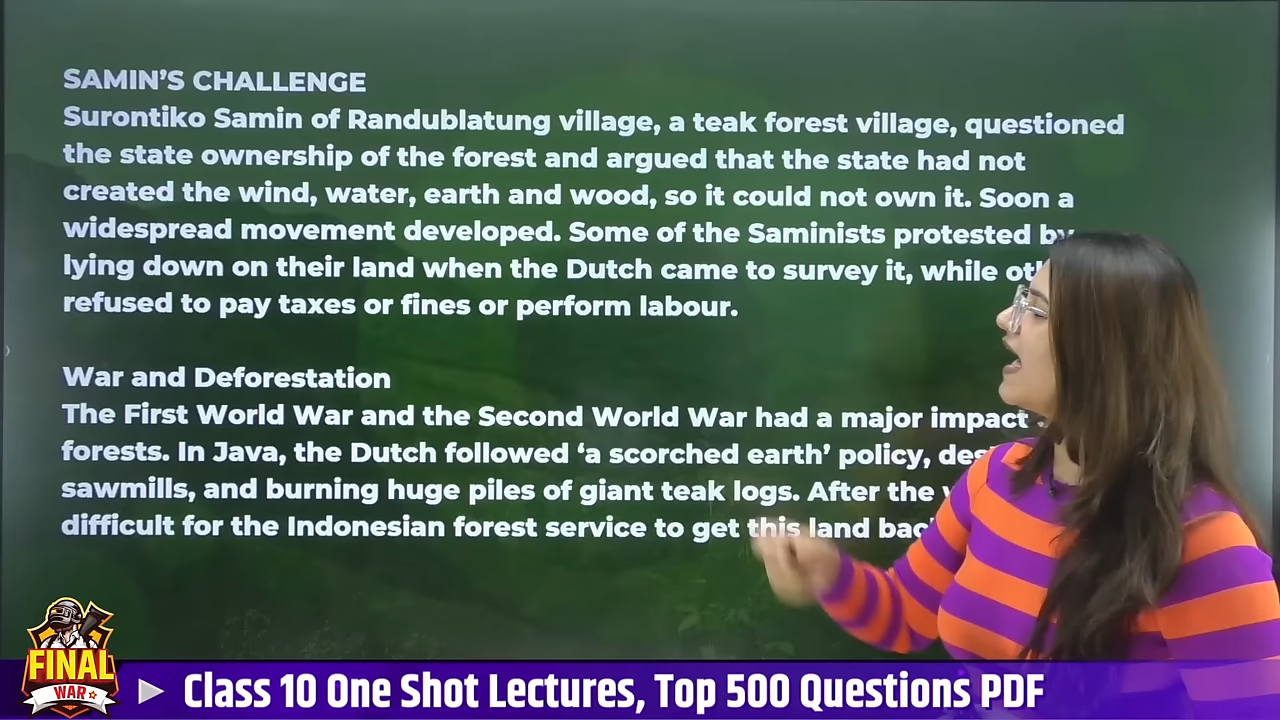 SAMIN’S CHALLENGE
Surontiko Samin of Randublatung village, a teak forest village, questioned
the state ownership of the forest and argued that the state had not
created the wind, water, earth and wood, so it could not own it. Soon a
widespread movement developed. Some of the Saminists protested by
lying down on their land when the Dutch came to survey it, while
refused to pay taxes or fines or perform labour.
War and Deforestation
The First World War and the Second World War had a major impact
forests. In Java, the Dutch followed ‘a scorched earth’ policy,
sawmills, and burning huge piles of giant teak logs. After the
difficult for the Indonesian forest service to get this land
FINAL
WAR
Class 10 One Shot Lectures, Top 500 Questions PDF